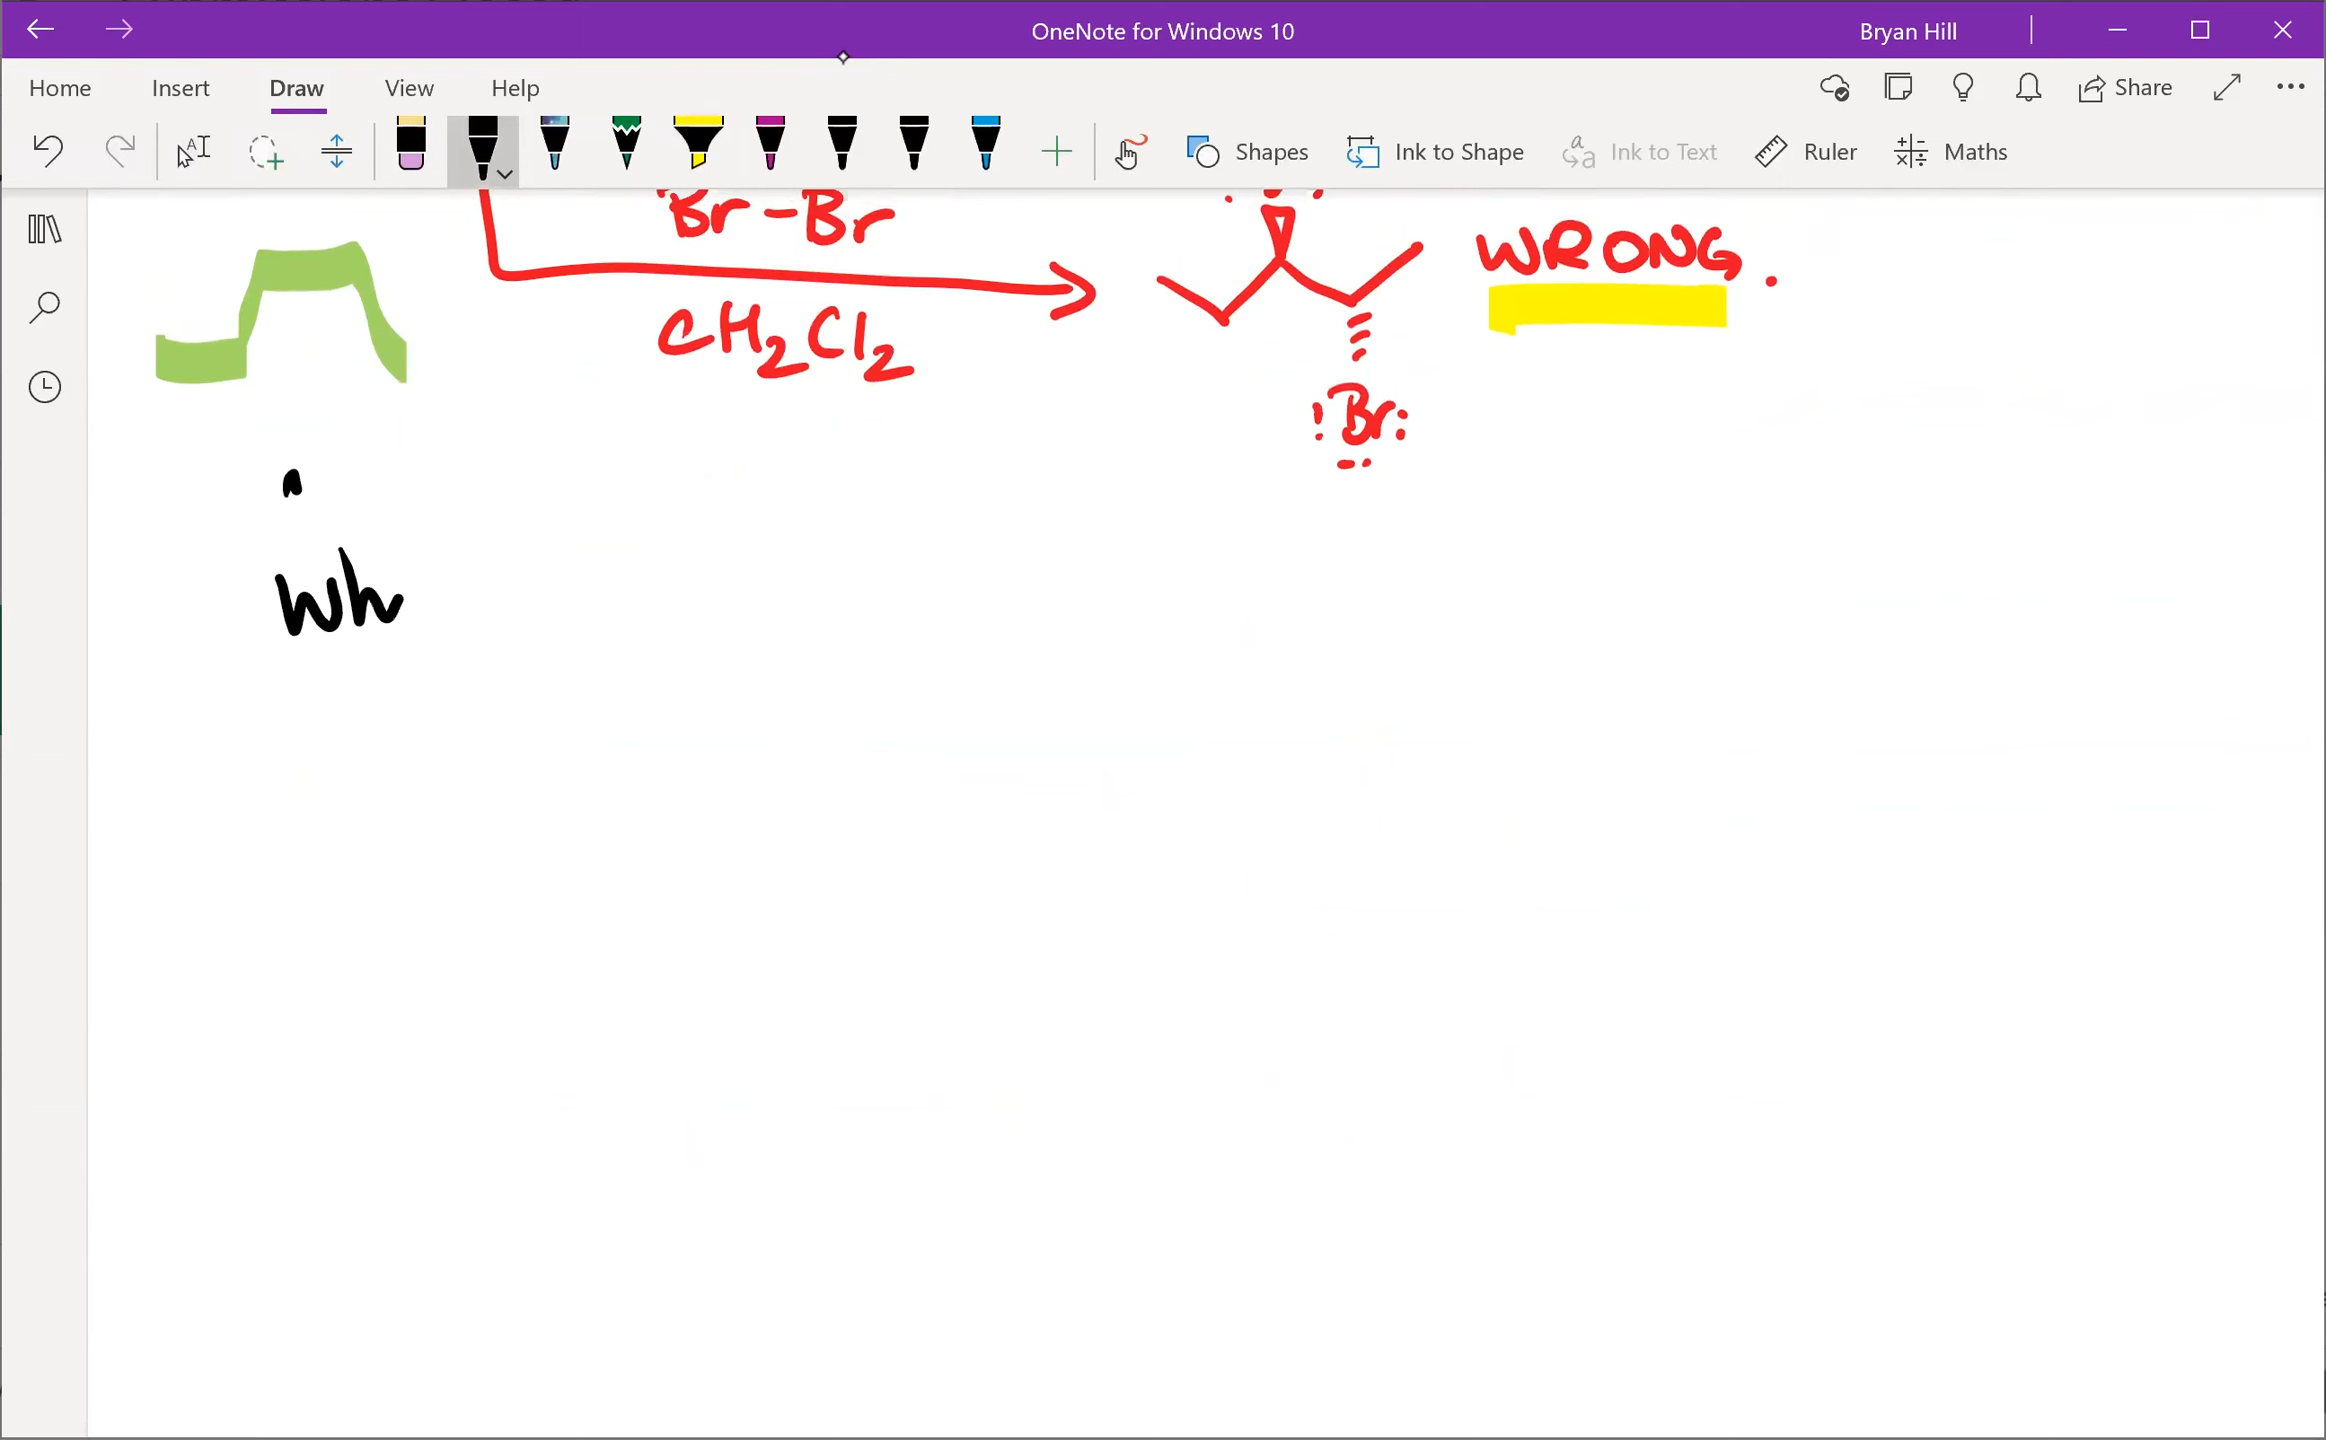 OneNote for Windows 10
Bryan Hill
Home Insert Draw View Help
Share
Shapes Ink to Shape Ink to Text Ruler Maths
Br-Br
CH₂Cl₂
WRONG.
:Br:
Wh